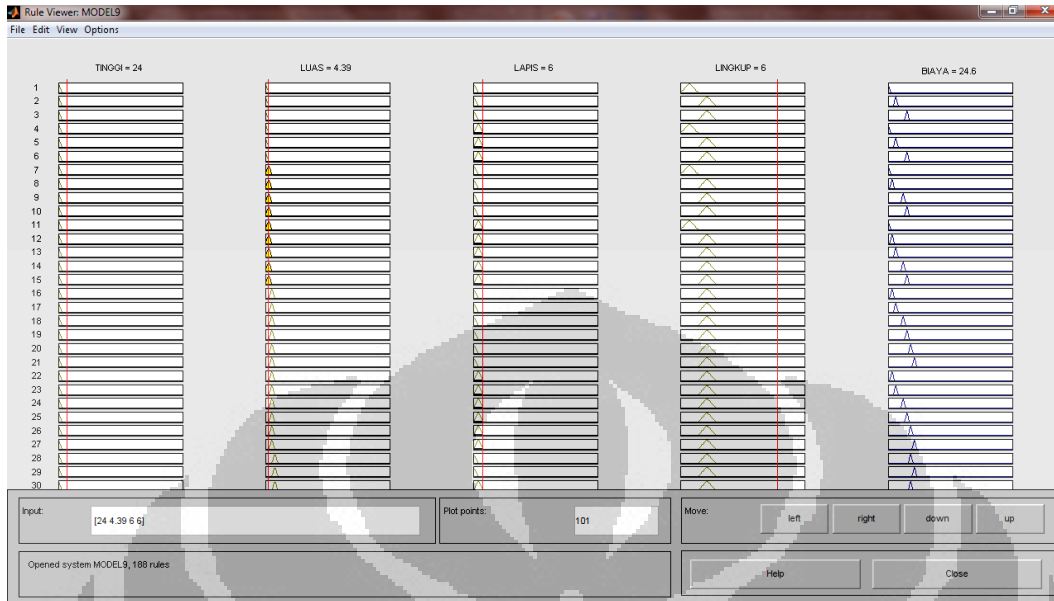 Rule Viewer: MODEL9
File Edit View Options
TINGGI = 24
LUAS = 4.39
LAPIS = 6
LINGKUP = 6
BIAYA = 24.6
1
2
3
4
5
6
7
8
9
10
11
12
13
14
15
16
17
18
19
20
21
22
23
24
25
26
27
28
29
30
Input:
[24 4.39 6 6]
Plot points:
101
Move:
left
right
down
up
Opened system MODEL9, 188 rules
Help
Close